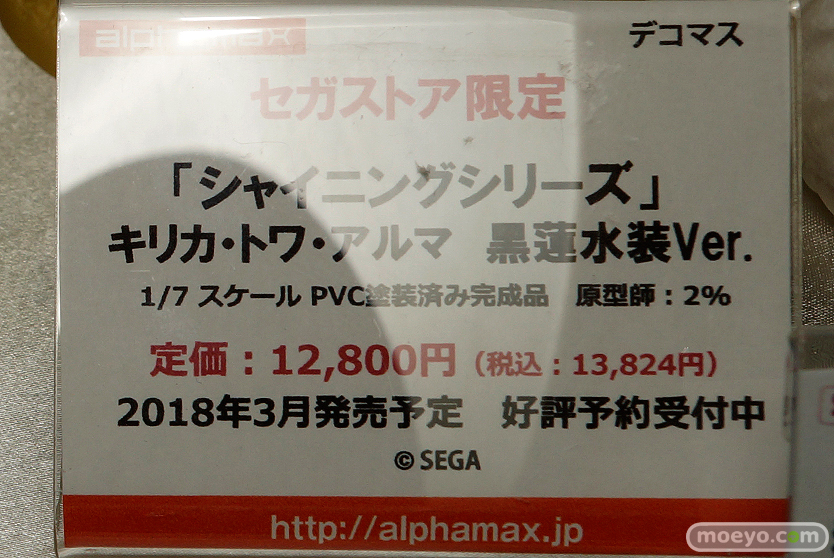 alphamax
デコマス
セガストア限定
「シャイニングシリーズ」
キリカ・トワ・アルマ 黒蓮水装Ver.
1/7 スケール PVC塗装済み完成品 原型師：2%
定価：12,800円（税込：13,824円）
2018年3月発売予定 好評予約受付中
© SEGA
http://alphamax.jp
moeyo.com